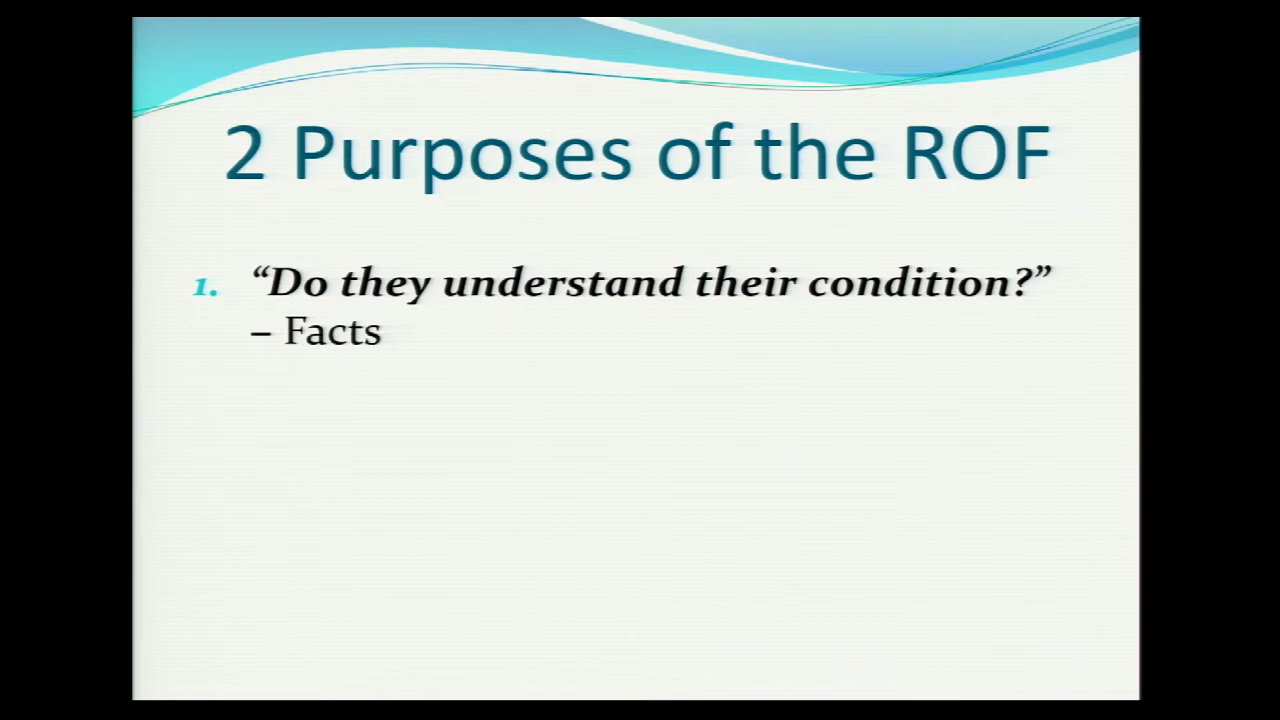 2 Purposes of the ROF
1. “Do they understand their condition?”
– Facts